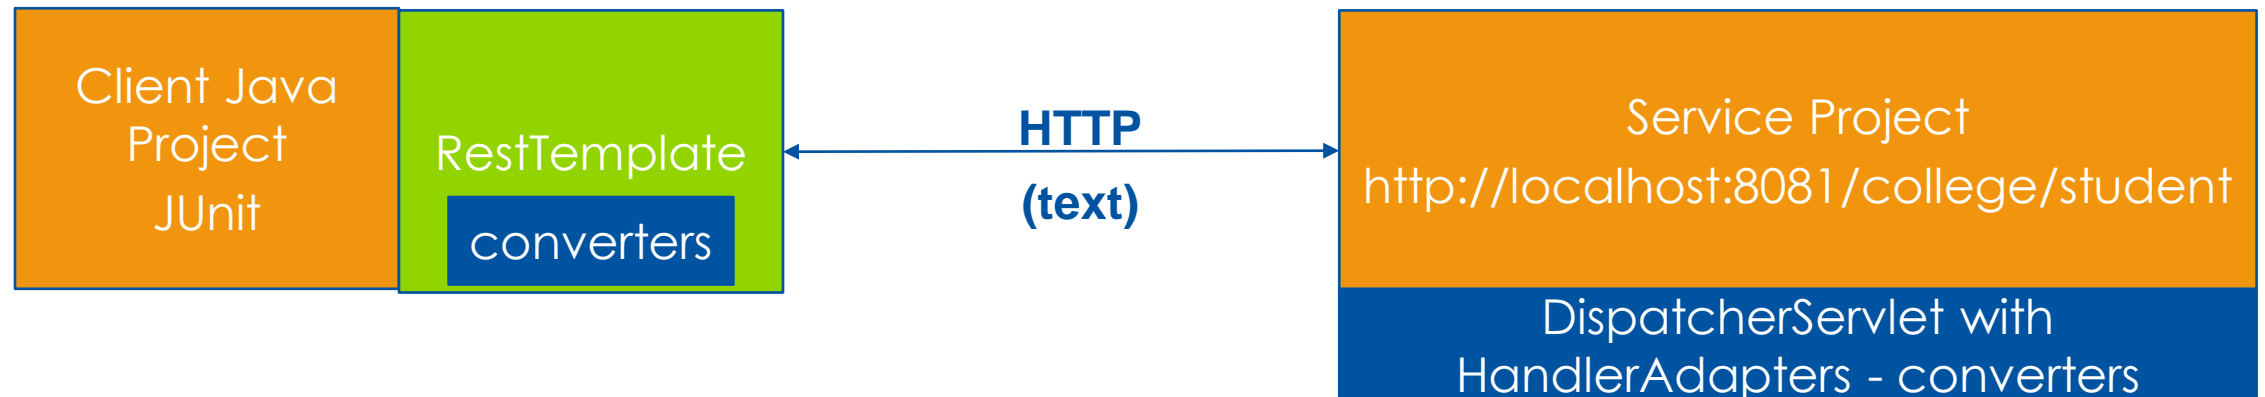 Client Java
Project
JUnit
RestTemplate
converters
HTTP
(text)
Service Project
http://localhost:8081/college/student
DispatcherServlet with
HandlerAdapters - converters